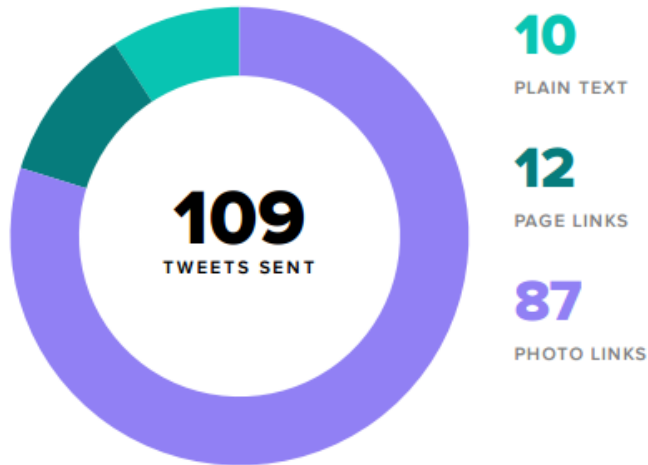 109
TWEETS SENT
10
PLAIN TEXT
12
PAGE LINKS
87
PHOTO LINKS